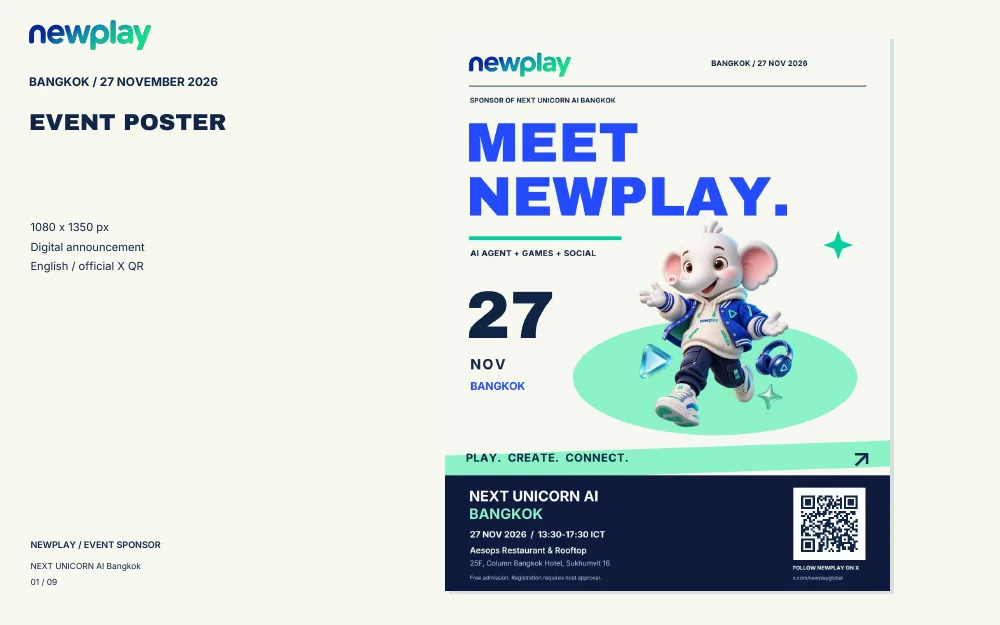 newplay
BANGKOK / 27 NOVEMBER 2026
EVENT POSTER
1080 x 1350 px
Digital announcement
English / official X QR
NEWPLAY / EVENT SPONSOR
NEXT UNICORN AI Bangkok
01 / 09
newplay
BANGKOK / 27 NOV 2026
SPONSOR OF NEXT UNICORN AI BANGKOK
MEET
NEWPLAY.
AI AGENT + GAMES + SOCIAL
newplay
27
NOV
BANGKOK
PLAY. CREATE. CONNECT.
NEXT UNICORN AI
BANGKOK
27 NOV 2026 / 13:30-17:30 ICT
Aesops Restaurant & Rooftop
25F, Column Bangkok Hotel, Sukhumvit 16
Free admission. Registration requires host approval.
FOLLOW NEWPLAY ON X
x.com/newplayglobal